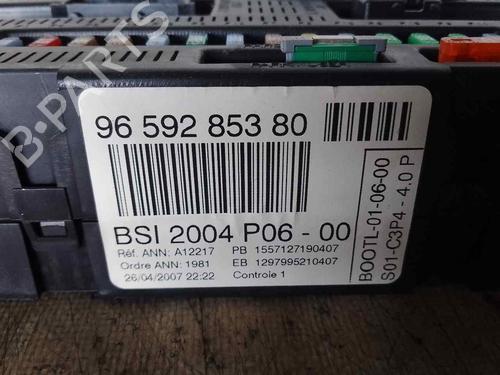 96 592 853 80
BSI 2004 P06 - 00
Réf. ANN: A12217 PB 1557127190407
Ordre ANN: 1981 EB 1297995210407
26/04/2007 22:22 Controle 1
BOOTL-01-06-00
S01-C3P4 - 4.0 P
B-PARTS